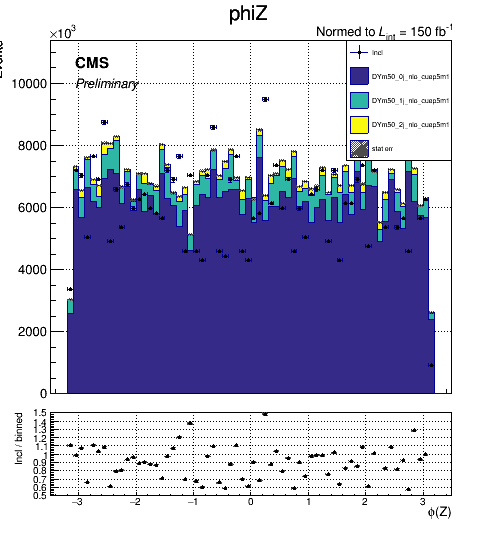 phiZ
×10³
Normed to L_int = 150 fb⁻¹
Events
CMS
Preliminary
Incl
DYm50_0j_nlo_cuep5m1
DYm50_1j_nlo_cuep5m1
DYm50_2j_nlo_cuep5m1
stat err
10000
8000
6000
4000
2000
0
Incl / binned
1.5
1.4
1.3
1.2
1.1
1
0.9
0.8
0.7
0.6
0.5
−3 −2 −1 0 1 2 3
ϕ(Z)